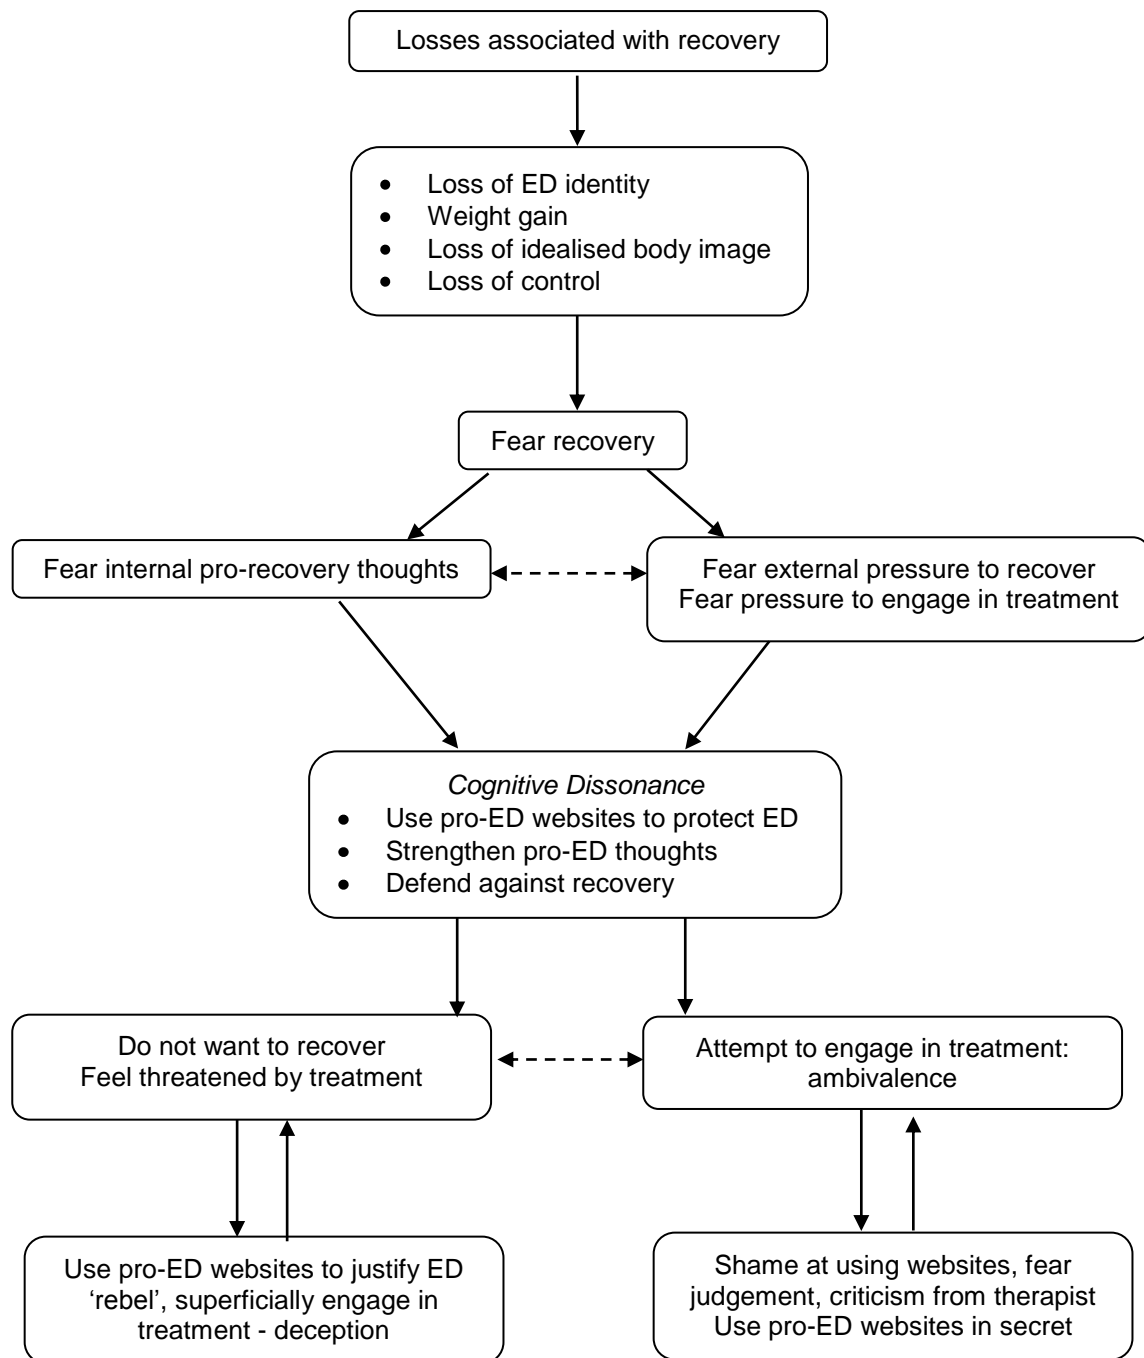 Losses associated with recovery
• Loss of ED identity
• Weight gain
• Loss of idealised body image
• Loss of control
Fear recovery
Fear internal pro-recovery thoughts
Fear external pressure to recover
Fear pressure to engage in treatment
Cognitive Dissonance
• Use pro-ED websites to protect ED
• Strengthen pro-ED thoughts
• Defend against recovery
Do not want to recover
Feel threatened by treatment
Attempt to engage in treatment:
ambivalence
Use pro-ED websites to justify ED
‘rebel’, superficially engage in
treatment - deception
Shame at using websites, fear
judgement, criticism from therapist
Use pro-ED websites in secret